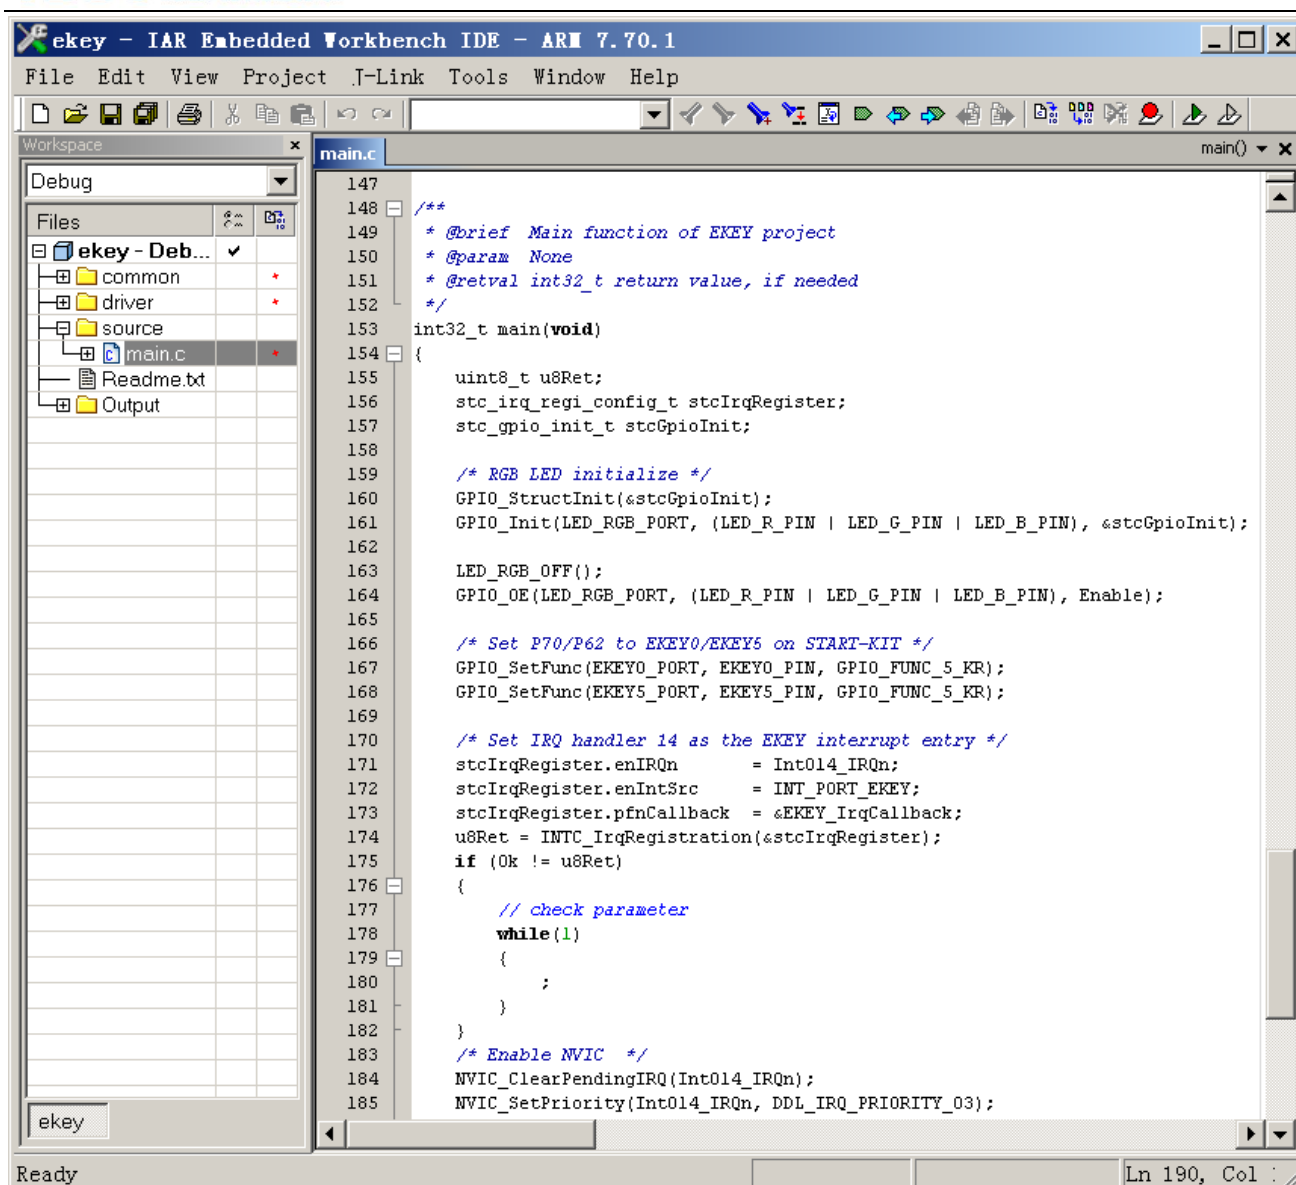 ekey - IAR Embedded Workbench IDE - ARM 7.70.1
File Edit View Project J-Link Tools Window Help
Workspace
main.c
main()
Debug
Files
ekey - Deb...
common
driver
source
main.c
Readme.txt
Output
147
148 /**
149  * @brief  Main function of EKEY project
150  * @param  None
151  * @retval int32_t return value, if needed
152  */
153 int32_t main(void)
154 {
155     uint8_t u8Ret;
156     stc_irq_regi_config_t stcIrqRegister;
157     stc_gpio_init_t stcGpioInit;
158
159     /* RGB LED initialize */
160     GPIO_StructInit(&stcGpioInit);
161     GPIO_Init(LED_RGB_PORT, (LED_R_PIN | LED_G_PIN | LED_B_PIN), &stcGpioInit);
162
163     LED_RGB_OFF();
164     GPIO_OE(LED_RGB_PORT, (LED_R_PIN | LED_G_PIN | LED_B_PIN), Enable);
165
166     /* Set P70/P62 to EKEY0/EKEY5 on START-KIT */
167     GPIO_SetFunc(EKEY0_PORT, EKEY0_PIN, GPIO_FUNC_5_KR);
168     GPIO_SetFunc(EKEY5_PORT, EKEY5_PIN, GPIO_FUNC_5_KR);
169
170     /* Set IRQ handler 14 as the EKEY interrupt entry */
171     stcIrqRegister.enIRQn       = Int014_IRQn;
172     stcIrqRegister.enIntSrc     = INT_PORT_EKEY;
173     stcIrqRegister.pfnCallback  = &EKEY_IrqCallback;
174     u8Ret = INTC_IrqRegistration(&stcIrqRegister);
175     if (Ok != u8Ret)
176     {
177         // check parameter
178         while(1)
179         {
180             ;
181         }
182     }
183     /* Enable NVIC  */
184     NVIC_ClearPendingIRQ(Int014_IRQn);
185     NVIC_SetPriority(Int014_IRQn, DDL_IRQ_PRIORITY_03);
ekey
Ready
Ln 190, Col